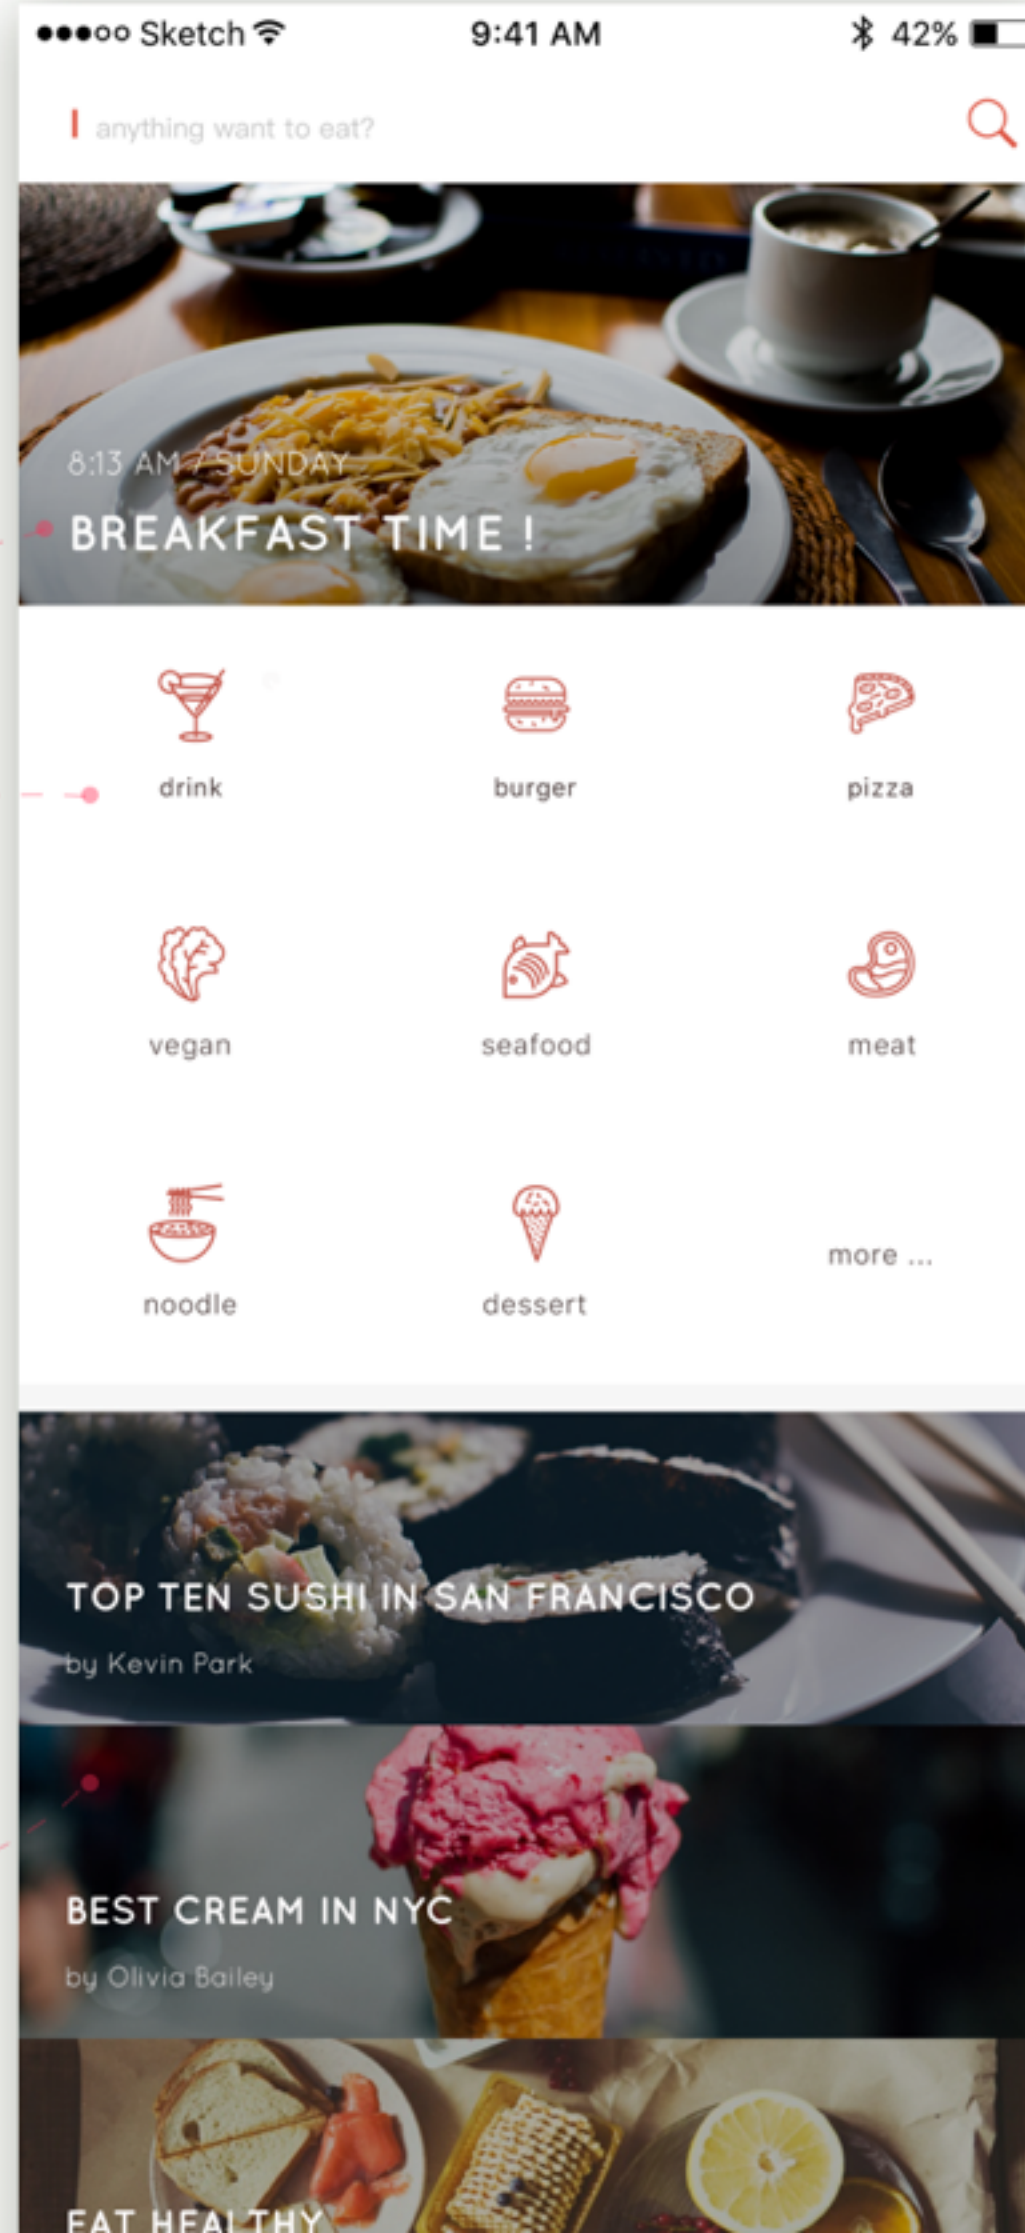 Sketch 9:41 AM 42%
anything want to eat?
8:13 AM / SUNDAY
BREAKFAST TIME !
drink burger pizza
vegan seafood meat
more ...
noodle dessert
TOP TEN SUSHI IN SAN FRANCISCO
by Kevin Park
BEST CREAM IN NYC
by Olivia Bailey
EAT HEALTHY